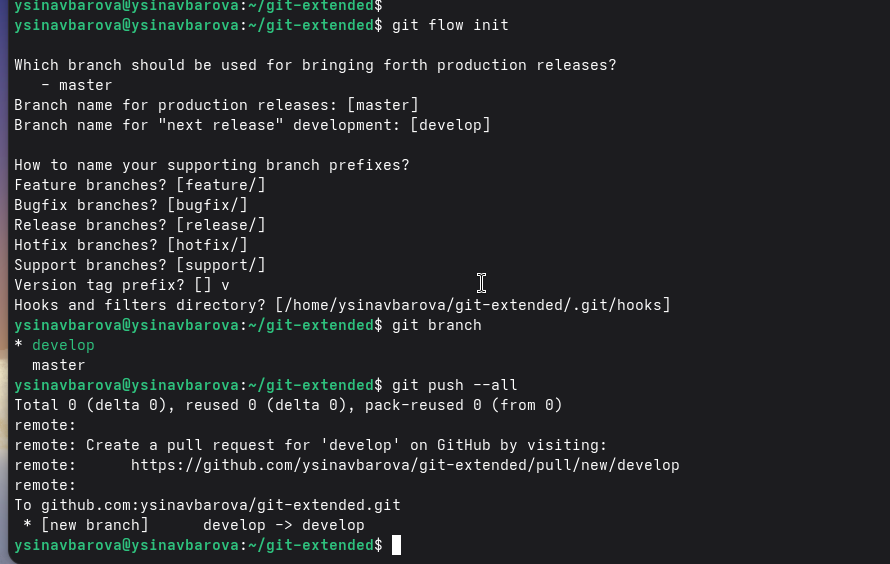 ysinavbarova@ysinavbarova:~/git-extended$
ysinavbarova@ysinavbarova:~/git-extended$ git flow init

Which branch should be used for bringing forth production releases?
   - master
Branch name for production releases: [master]
Branch name for "next release" development: [develop]

How to name your supporting branch prefixes?
Feature branches? [feature/]
Bugfix branches? [bugfix/]
Release branches? [release/]
Hotfix branches? [hotfix/]
Support branches? [support/]
Version tag prefix? [] v
Hooks and filters directory? [/home/ysinavbarova/git-extended/.git/hooks]
ysinavbarova@ysinavbarova:~/git-extended$ git branch
* develop
  master
ysinavbarova@ysinavbarova:~/git-extended$ git push --all
Total 0 (delta 0), reused 0 (delta 0), pack-reused 0 (from 0)
remote:
remote: Create a pull request for 'develop' on GitHub by visiting:
remote:      https://github.com/ysinavbarova/git-extended/pull/new/develop
remote:
To github.com:ysinavbarova/git-extended.git
 * [new branch]      develop -> develop
ysinavbarova@ysinavbarova:~/git-extended$